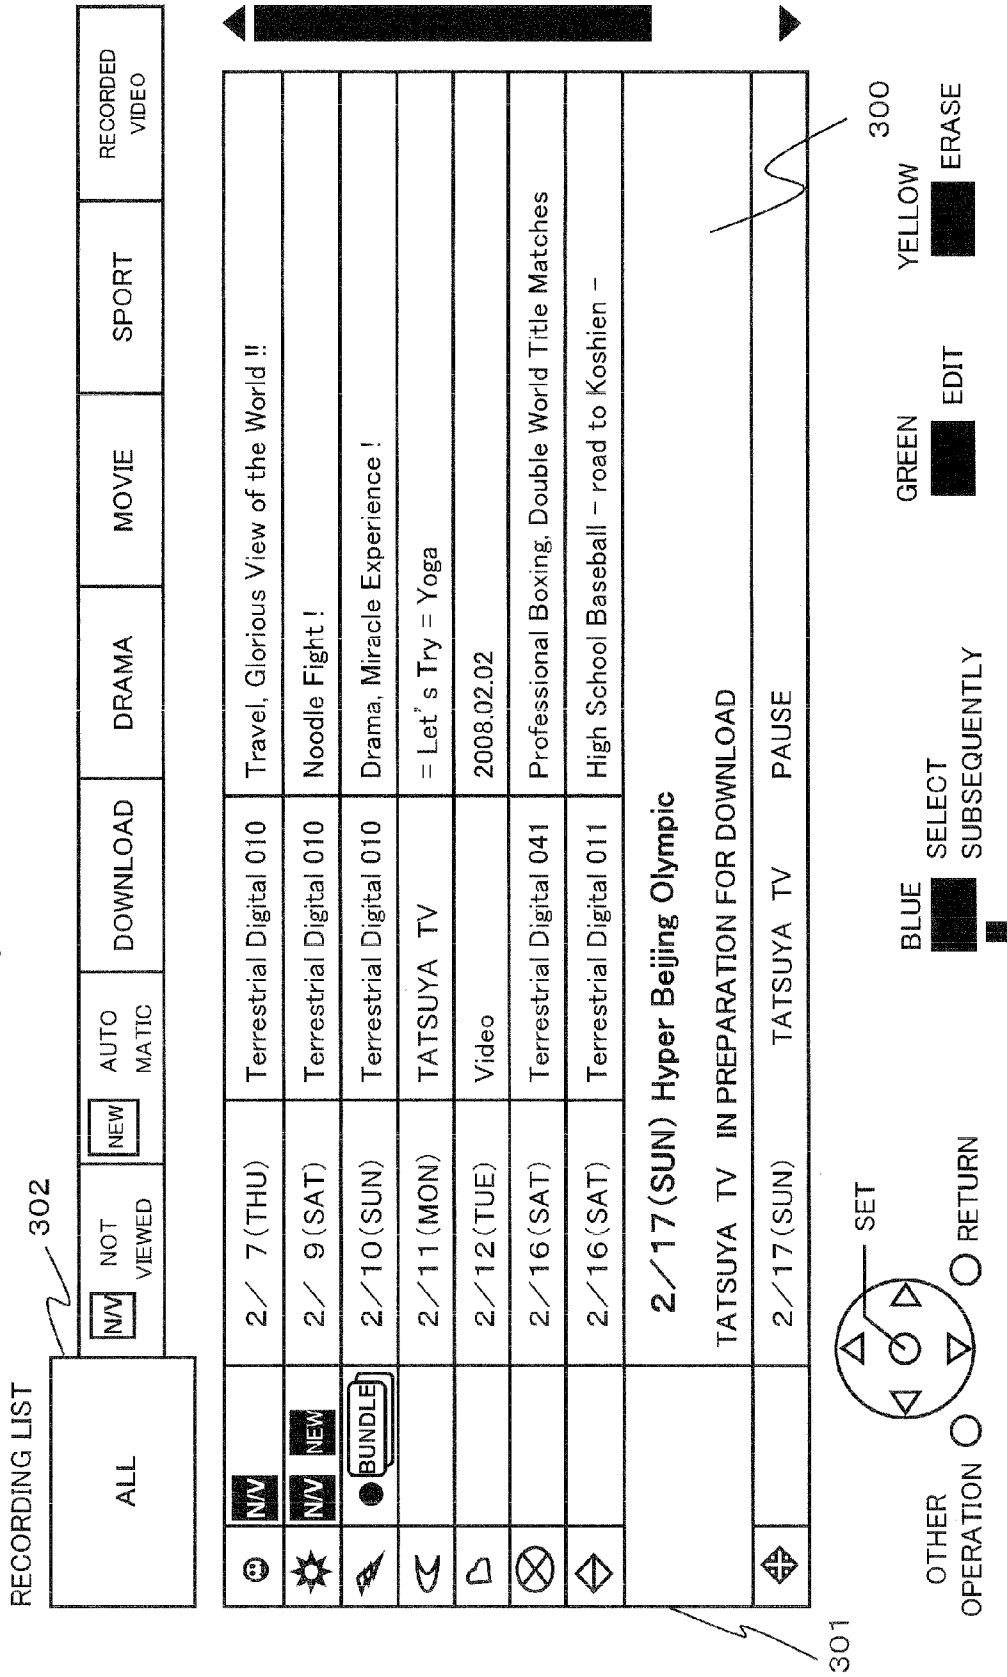 RECORDING LIST
302
ALL
N/V NOT VIEWED
NEW AUTO MATIC
DOWNLOAD
DRAMA
MOVIE
SPORT
RECORDED VIDEO
N/V 2/ 7(THU) Terrestrial Digital 010 Travel, Glorious View of the World !!
N/V NEW 2/ 9(SAT) Terrestrial Digital 010 Noodle Fight !
BUNDLE 2/10(SUN) Terrestrial Digital 010 Drama, Miracle Experience !
2/11(MON) TATSUYA TV = Let's Try = Yoga
2/12(TUE) Video 2008.02.02
2/16(SAT) Terrestrial Digital 041 Professional Boxing, Double World Title Matches
2/16(SAT) Terrestrial Digital 011 High School Baseball - road to Koshien -
2/17(SUN) Hyper Beijing Olympic
TATSUYA TV IN PREPARATION FOR DOWNLOAD
2/17(SUN) TATSUYA TV PAUSE
301
300
SET
OTHER OPERATION
RETURN
BLUE
SELECT SUBSEQUENTLY
GREEN
EDIT
YELLOW
ERASE